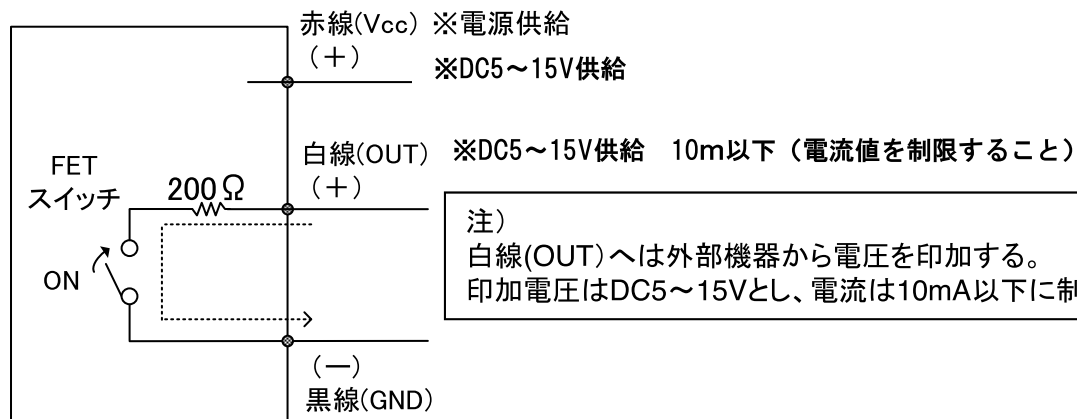 赤線(Vcc) ※電源供給
(＋)
※DC5～15V供給
白線(OUT) ※DC5～15V供給　10m以下（電流値を制限すること）
(＋)
FET
スイッチ
200Ω
ON
注）
白線(OUT)へは外部機器から電圧を印加する。
印加電圧はDC5～15Vとし、電流は10mA以下に制
(－)
黒線(GND)